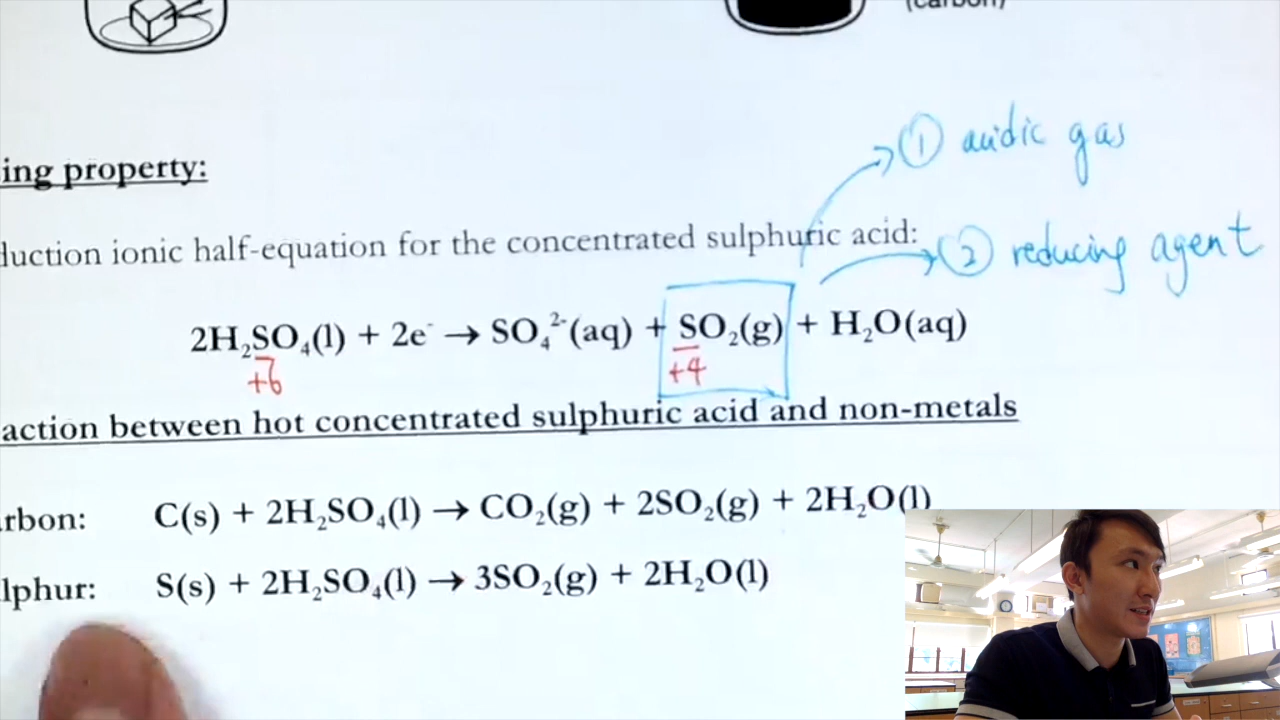 (carbon)
① acidic gas
ing property:
duction ionic half-equation for the concentrated sulphuric acid:
② reducing agent
2H₂SO₄(l) + 2e⁻ → SO₄²⁻(aq) + SO₂(g) + H₂O(aq)
+6 +4
action between hot concentrated sulphuric acid and non-metals
rbon: C(s) + 2H₂SO₄(l) → CO₂(g) + 2SO₂(g) + 2H₂O(l)
lphur: S(s) + 2H₂SO₄(l) → 3SO₂(g) + 2H₂O(l)